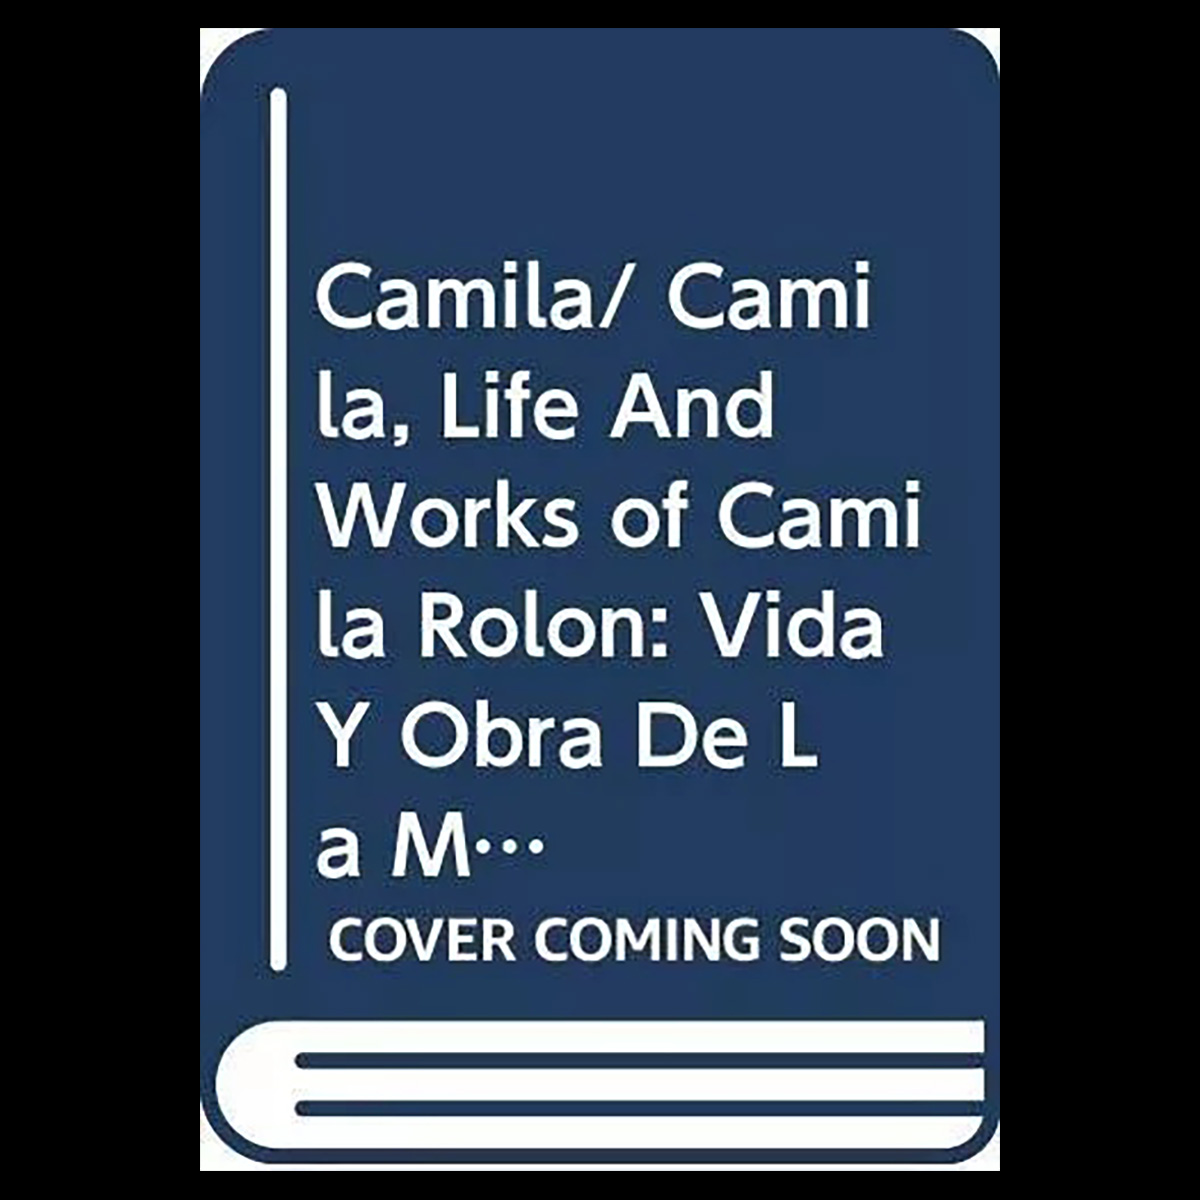 Camila/ Cami
la, Life And
Works of Cami
la Rolon: Vida
Y Obra De L
a M···
COVER COMING SOON